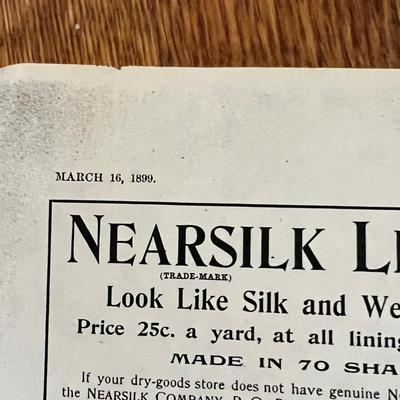 MARCH 16, 1899.
NEARSILK
(TRADE-MARK)
Look Like Silk and
Price 25c. a yard, at all
MADE IN 70
If your dry-goods store does not have genuine
the NEARSILK COMPANY, P. O.